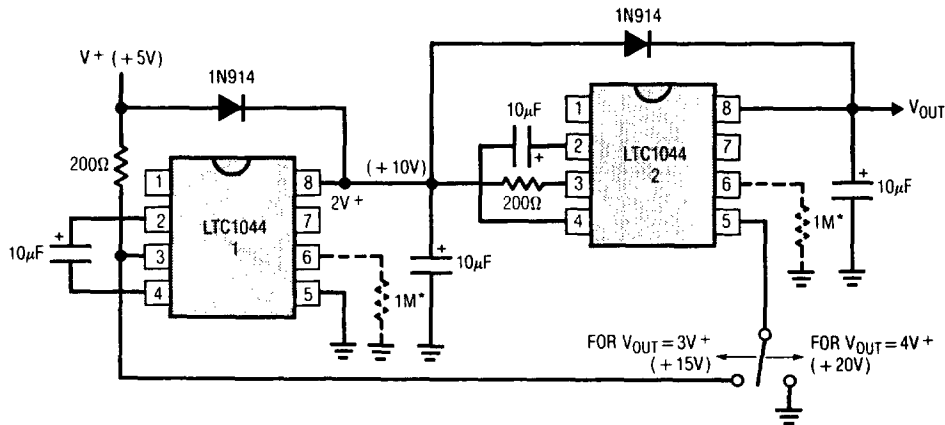 V+ (+5V)
1N914
200Ω
LTC1044
1
1
2
3
4
8
7
6
5
2V+
10µF
1M*
(+10V)
10µF
1N914
10µF
200Ω
LTC1044
2
1
2
3
4
8
7
6
5
VOUT
10µF
1M*
FOR VOUT = 3V+
(+15V)
FOR VOUT = 4V+
(+20V)
+
+
+
+